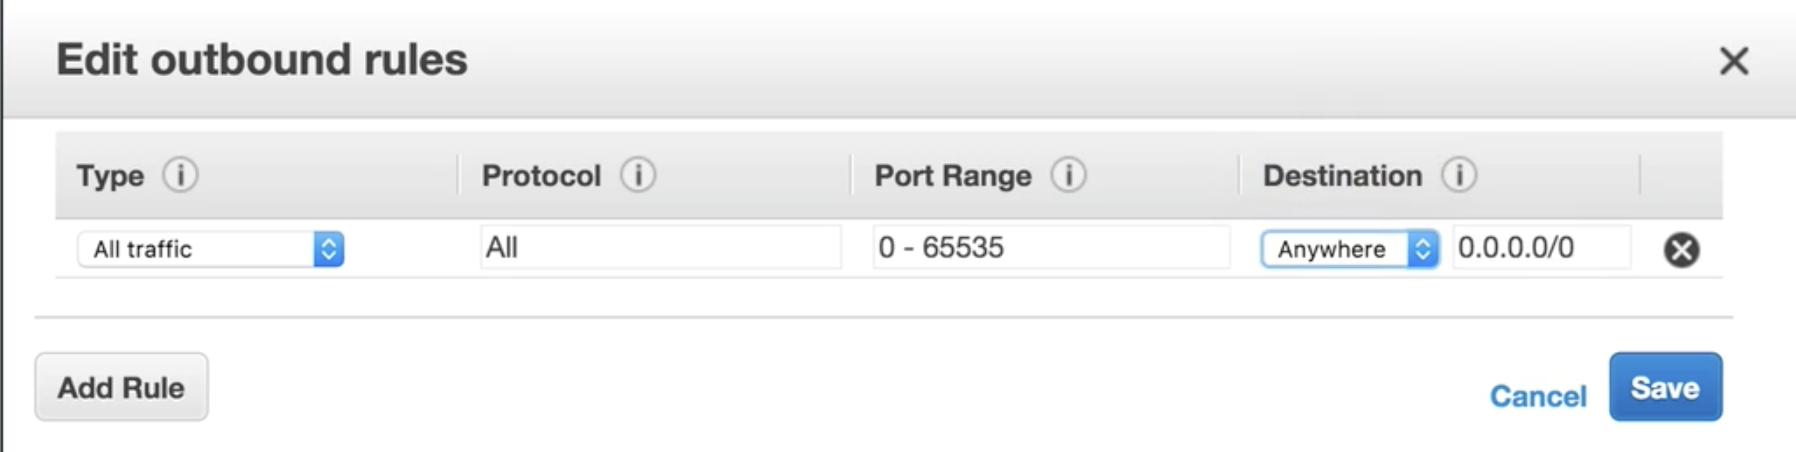 Edit outbound rules
Type Protocol Port Range Destination
All traffic All 0 - 65535 Anywhere 0.0.0.0/0
Add Rule Cancel Save